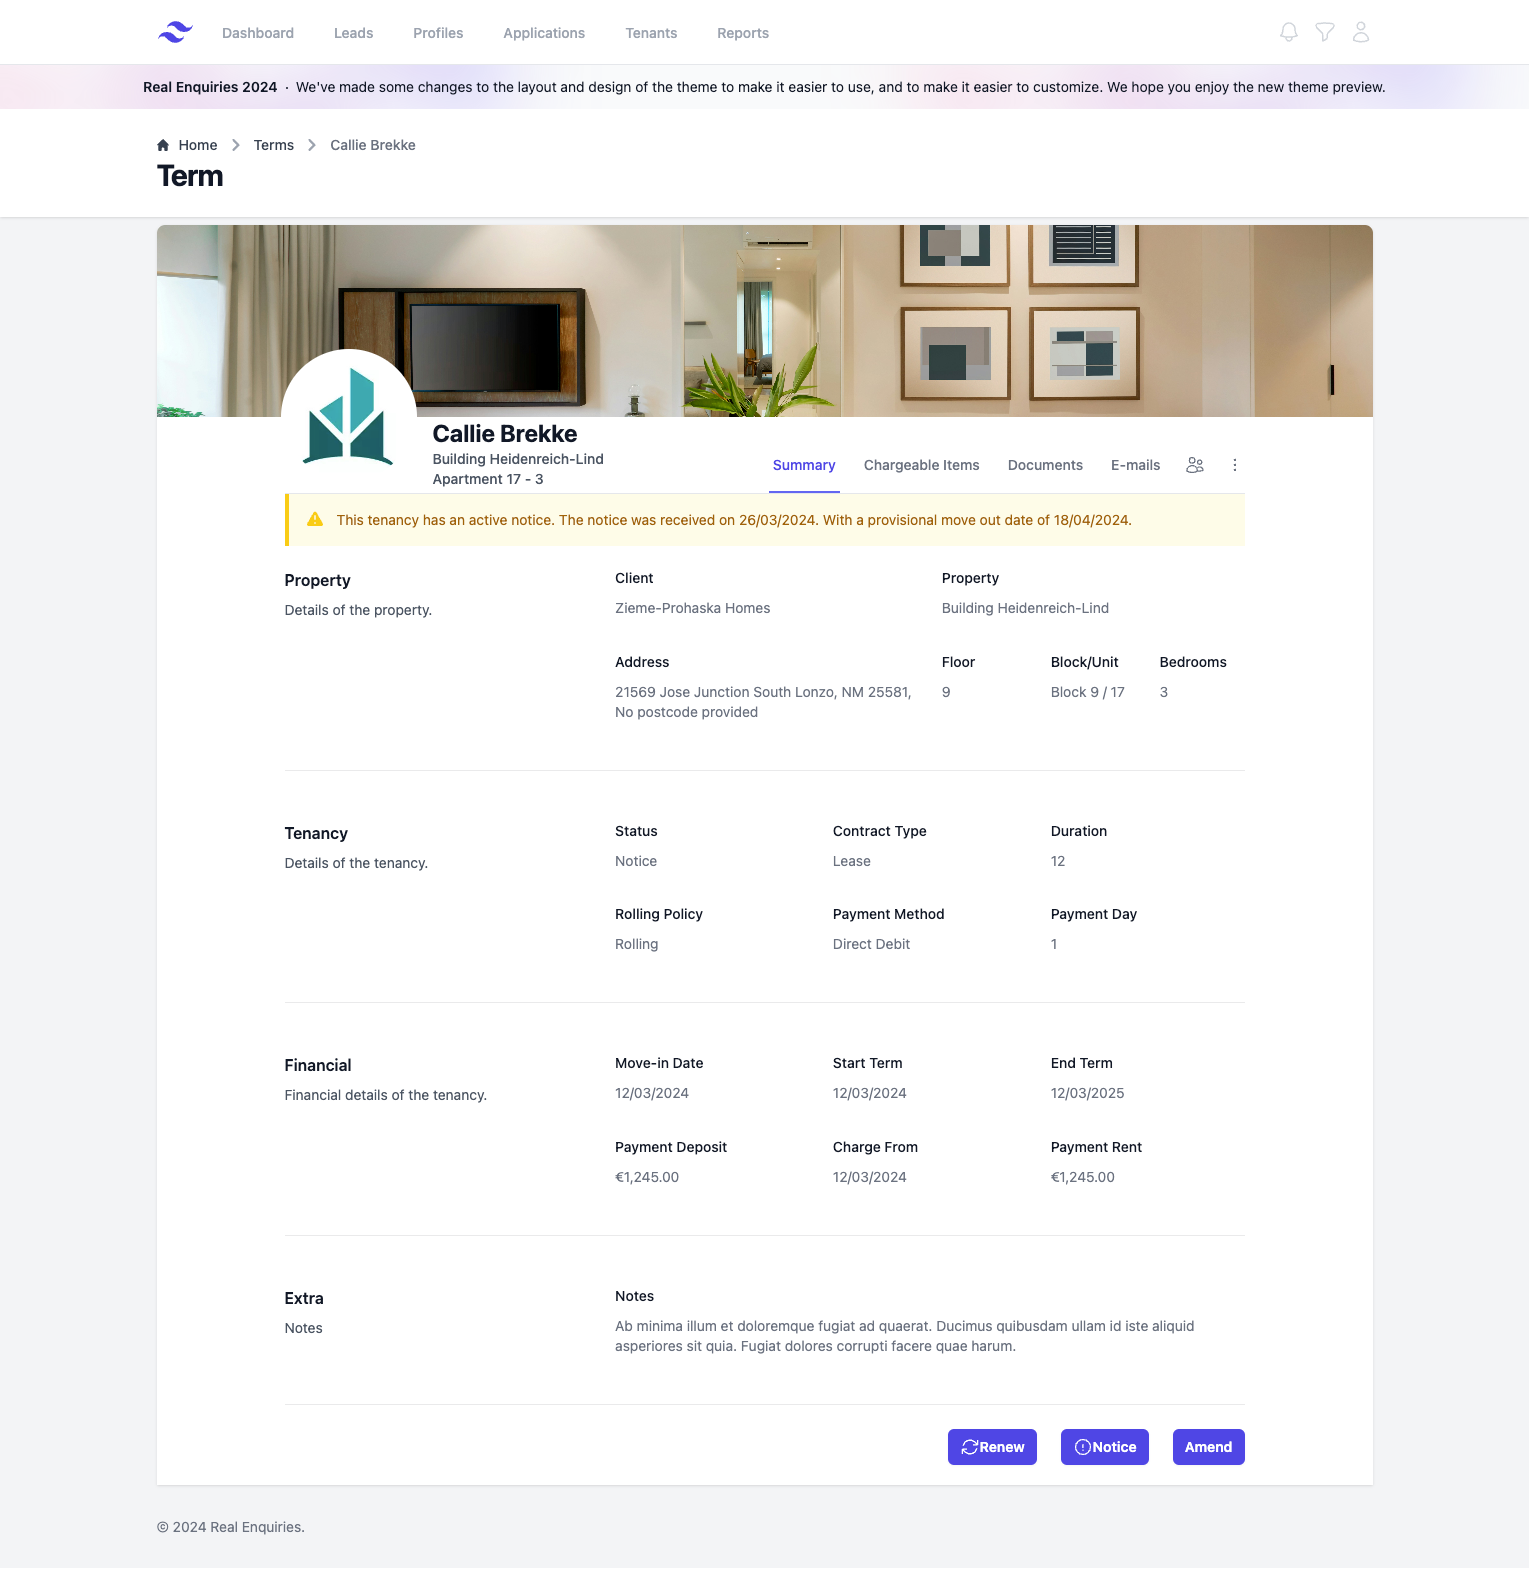 Dashboard Leads Profiles Applications Tenants Reports
Real Enquiries 2024 · We've made some changes to the layout and design of the theme to make it easier to use, and to make it easier to customize. We hope you enjoy the new theme preview.
Home Terms Callie Brekke
Term
Callie Brekke
Building Heidenreich-Lind
Apartment 17 - 3
Summary Chargeable Items Documents E-mails
This tenancy has an active notice. The notice was received on 26/03/2024. With a provisional move out date of 18/04/2024.
Property
Details of the property.
Client Property
Zieme-Prohaska Homes Building Heidenreich-Lind
Address Floor Block/Unit Bedrooms
21569 Jose Junction South Lonzo, NM 25581, 9 Block 9 / 17 3
No postcode provided
Tenancy
Details of the tenancy.
Status Contract Type Duration
Notice Lease 12
Rolling Policy Payment Method Payment Day
Rolling Direct Debit 1
Financial
Financial details of the tenancy.
Move-in Date Start Term End Term
12/03/2024 12/03/2024 12/03/2025
Payment Deposit Charge From Payment Rent
€1,245.00 12/03/2024 €1,245.00
Extra
Notes
Notes
Ab minima illum et doloremque fugiat ad quaerat. Ducimus quibusdam ullam id iste aliquid
asperiores sit quia. Fugiat dolores corrupti facere quae harum.
Renew Notice Amend
© 2024 Real Enquiries.